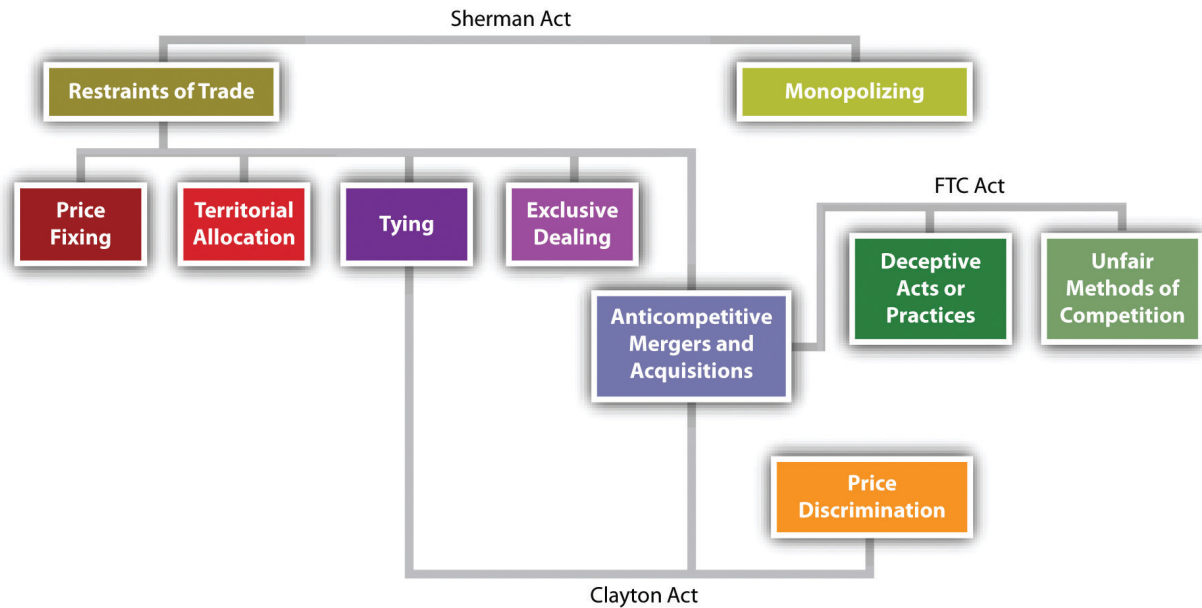 Sherman Act
Restraints of Trade
Monopolizing
Price
Fixing
Territorial
Allocation
Tying
Exclusive
Dealing
FTC Act
Deceptive
Acts or
Practices
Unfair
Methods of
Competition
Anticompetitive
Mergers and
Acquisitions
Price
Discrimination
Clayton Act